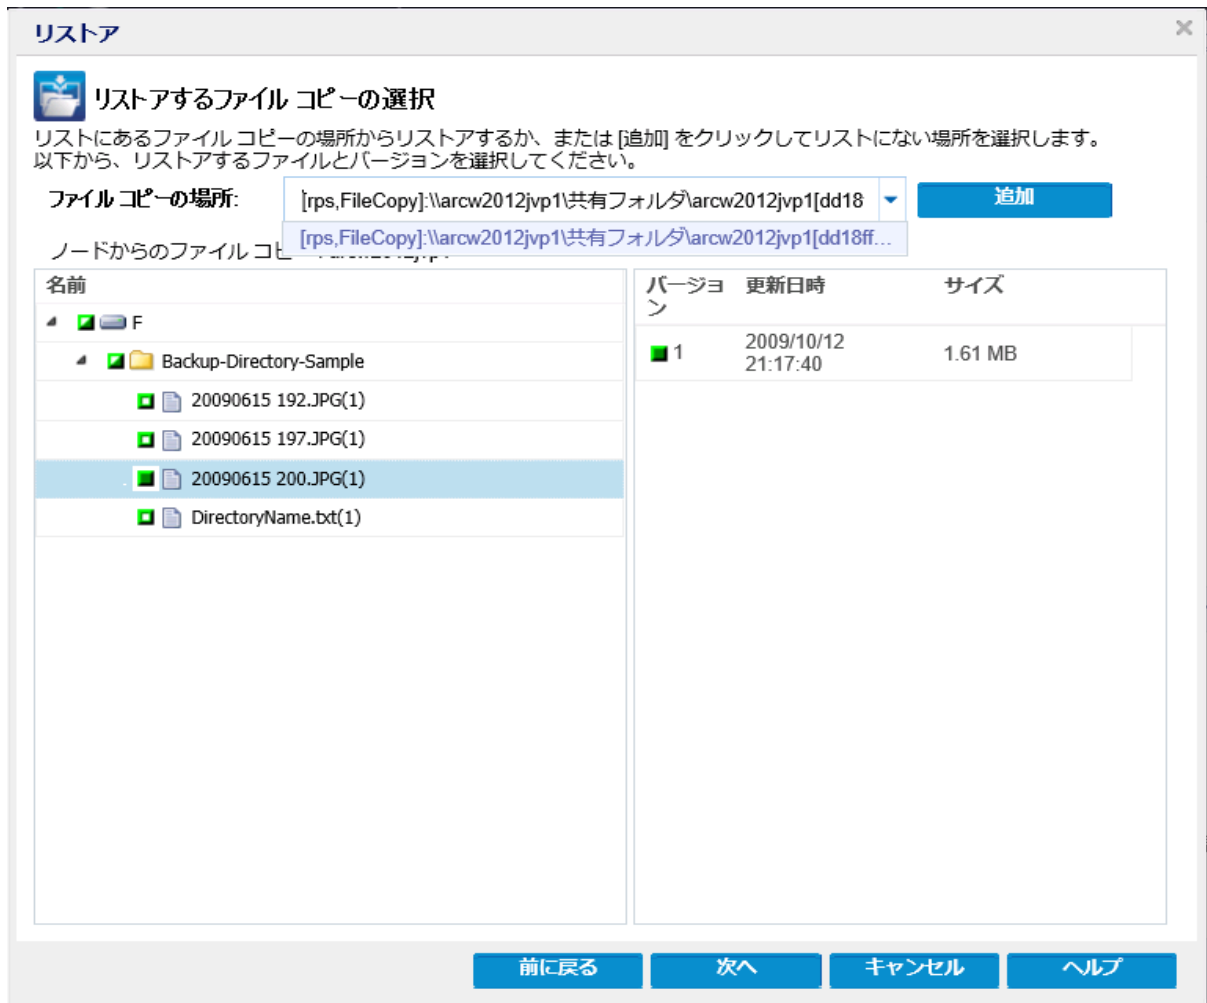 リストア
リストアするファイル コピーの選択
リストにあるファイル コピーの場所からリストアするか、または [追加] をクリックしてリストにない場所を選択します。
以下から、リストアするファイルとバージョンを選択してください。
ファイル コピーの場所:
[rps,FileCopy]:\\arcw2012jvp1\共有フォルダ\arcw2012jvp1[dd18
追加
[rps,FileCopy]:\\arcw2012jvp1\共有フォルダ\arcw2012jvp1[dd18ff...
ノードからのファイル コピ
名前
バージョ
ン
更新日時
サイズ
F
Backup-Directory-Sample
20090615 192.JPG(1)
20090615 197.JPG(1)
20090615 200.JPG(1)
DirectoryName.txt(1)
1
2009/10/12
21:17:40
1.61 MB
前に戻る
次へ
キャンセル
ヘルプ